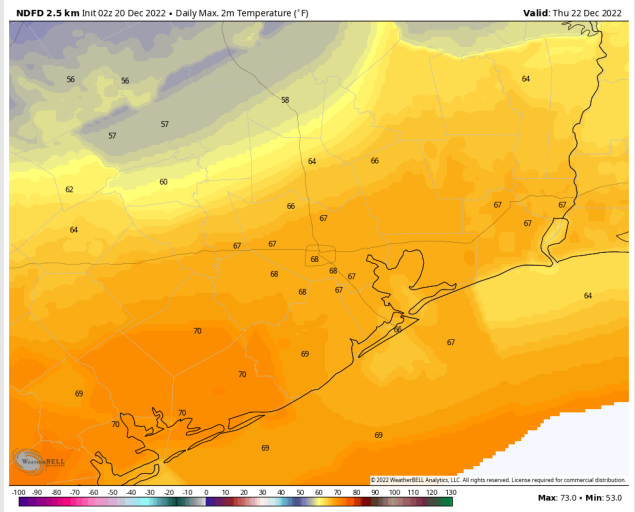 NDFD 2.5 km Init 02z 20 Dec 2022 • Daily Max. 2m Temperature (°F)
Valid: Thu 22 Dec 2022
56 56 64
58
57
57
64 66
60
62
66 67 67
67
67
64
67 67
68
68 68 67
68 67
64
70 66
67
69
70
69
70
70 69
69
WeatherBELL
© 2022 WeatherBELL Analytics, LLC. All rights reserved. License required for commercial distribution.
-100 -70 -60 -50 -40 -30 -20 -10 0 10 20 30 40 50 60 70 80 90 100 110 120 130
Max: 73.0 • Min: 53.0